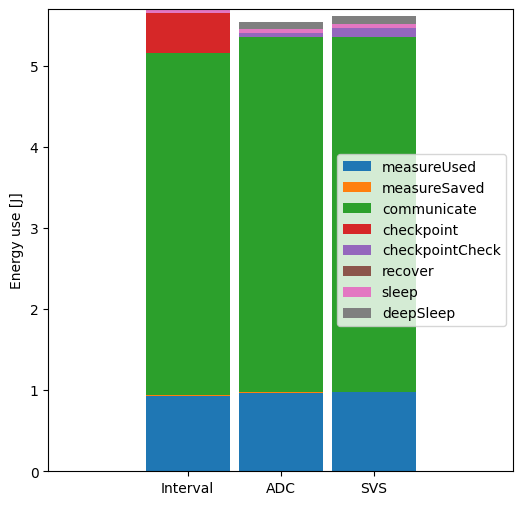 Energy use [J]
5
4
3
2
1
0
measureUsed
measureSaved
communicate
checkpoint
checkpointCheck
recover
sleep
deepSleep
Interval ADC SVS